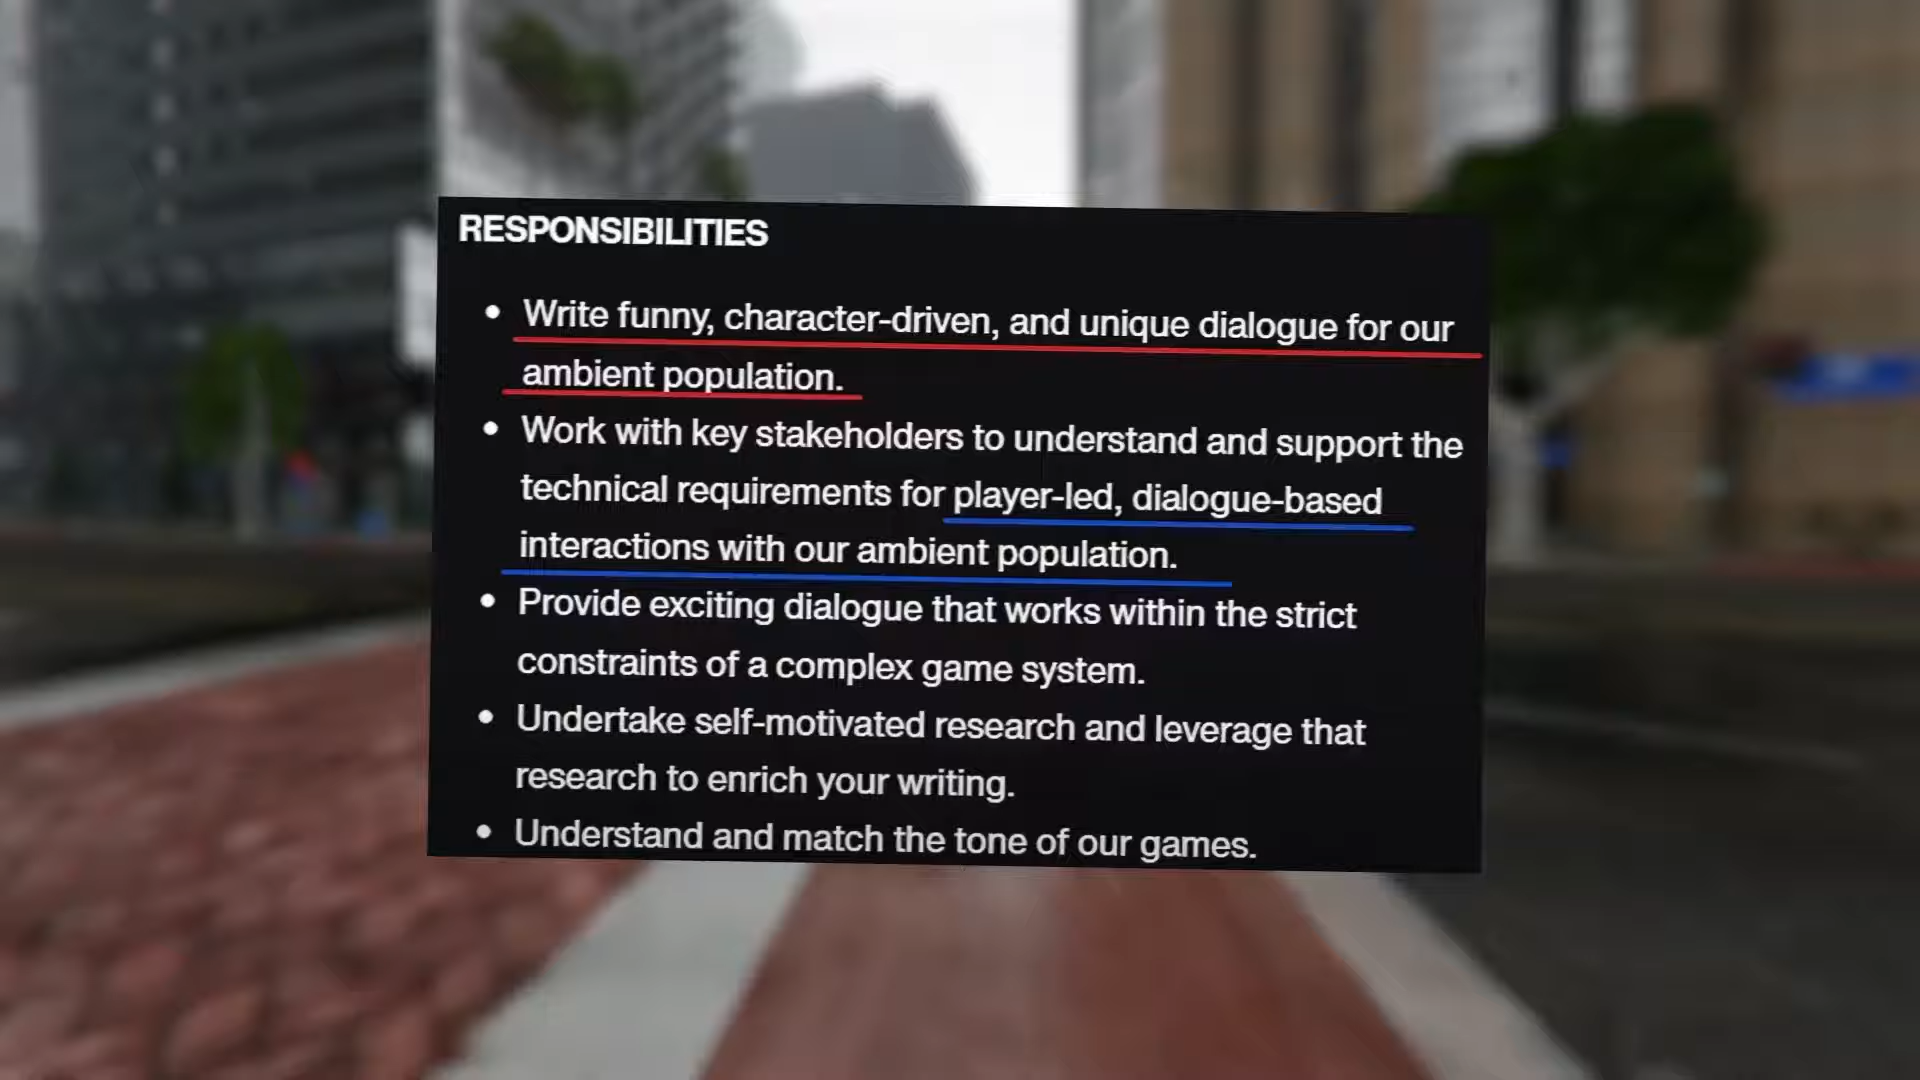 RESPONSIBILITIES
• Write funny, character-driven, and unique dialogue for our
ambient population.
• Work with key stakeholders to understand and support the
technical requirements for player-led, dialogue-based
interactions with our ambient population.
• Provide exciting dialogue that works within the strict
constraints of a complex game system.
• Undertake self-motivated research and leverage that
research to enrich your writing.
• Understand and match the tone of our games.